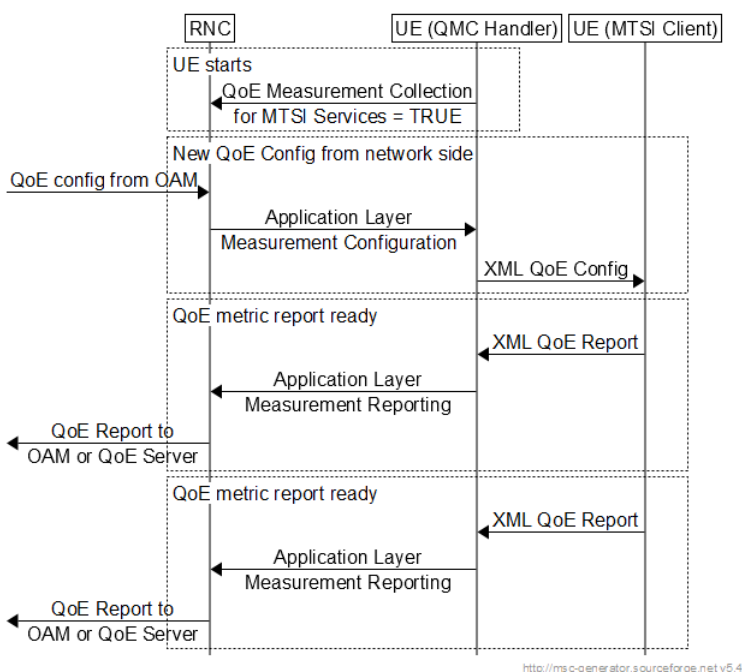 RNC
UE (QMC Handler)
UE (MTSI Client)
UE starts
QoE Measurement Collection
for MTSI Services = TRUE
New QoE Config from network side
QoE config from OAM
Application Layer
Measurement Configuration
XML QoE Config
QoE metric report ready
XML QoE Report
Application Layer
Measurement Reporting
QoE Report to
OAM or QoE Server
QoE metric report ready
XML QoE Report
Application Layer
Measurement Reporting
QoE Report to
OAM or QoE Server
http://msc-generator.sourceforge.net v5.4